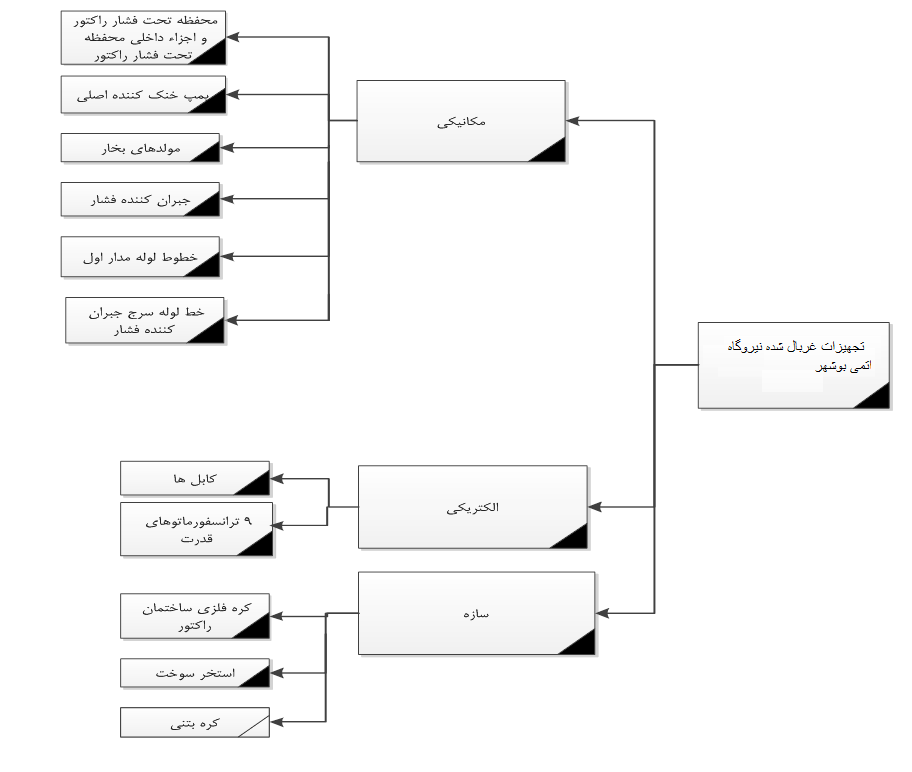 تجهیزات غربال شده نیروگاه
اتمی بوشهر
مکانیکی
محفظه تحت فشار راکتور
و اجزاء داخلی محفظه
تحت فشار راکتور
پمپ خنک کننده اصلی
مولدهای بخار
جبران کننده فشار
خطوط لوله مدار اول
خط لوله سرج جبران
کننده فشار
الکتریکی
کابل ها
۹ ترانسفورماتوهای
قدرت
سازه
کره فلزی ساختمان
راکتور
استخر سوخت
کره بتنی